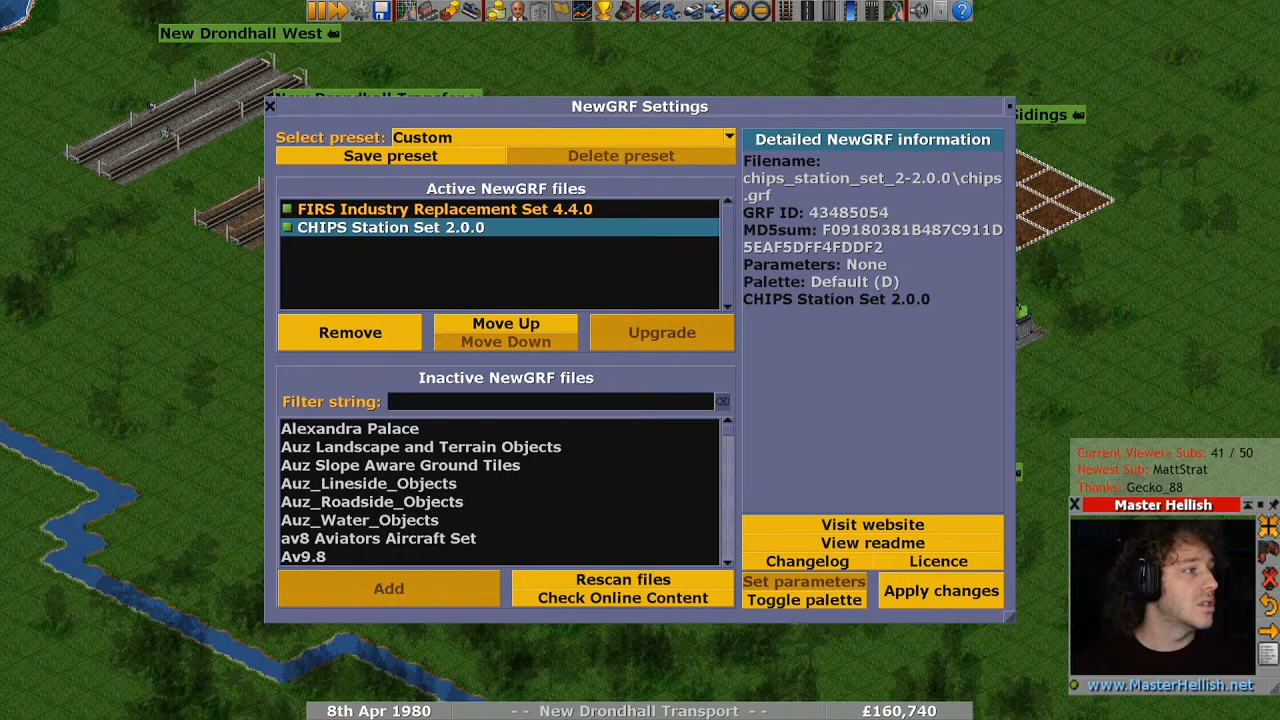 New Drondhall West
New Drondhall Transfer
Sidings
NewGRF Settings
Select preset: Custom
Save preset
Delete preset
Active NewGRF files
FIRS Industry Replacement Set 4.4.0
CHIPS Station Set 2.0.0
Remove
Move Up
Move Down
Upgrade
Inactive NewGRF files
Filter string:
Alexandra Palace
Auz Landscape and Terrain Objects
Auz Slope Aware Ground Tiles
Auz_Lineside_Objects
Auz_Roadside_Objects
Auz_Water_Objects
av8 Aviators Aircraft Set
Av9.8
Add
Rescan files
Check Online Content
Detailed NewGRF information
Filename:
chips_station_set_2-2.0.0\chips
.grf
GRF ID: 43485054
MD5sum: F09180381B487C911D
5EAF5DFF4FDDF2
Parameters: None
Palette: Default (D)
CHIPS Station Set 2.0.0
Visit website
View readme
Changelog
Licence
Set parameters
Toggle palette
Apply changes
Current Viewer+ Subs: 41 / 50
Newest Sub: MattStrat
Thanks: Gecko_88
Master Hellish
www.MasterHellish.net
8th Apr 1980
-- New Drondhall Transport --
£160,740